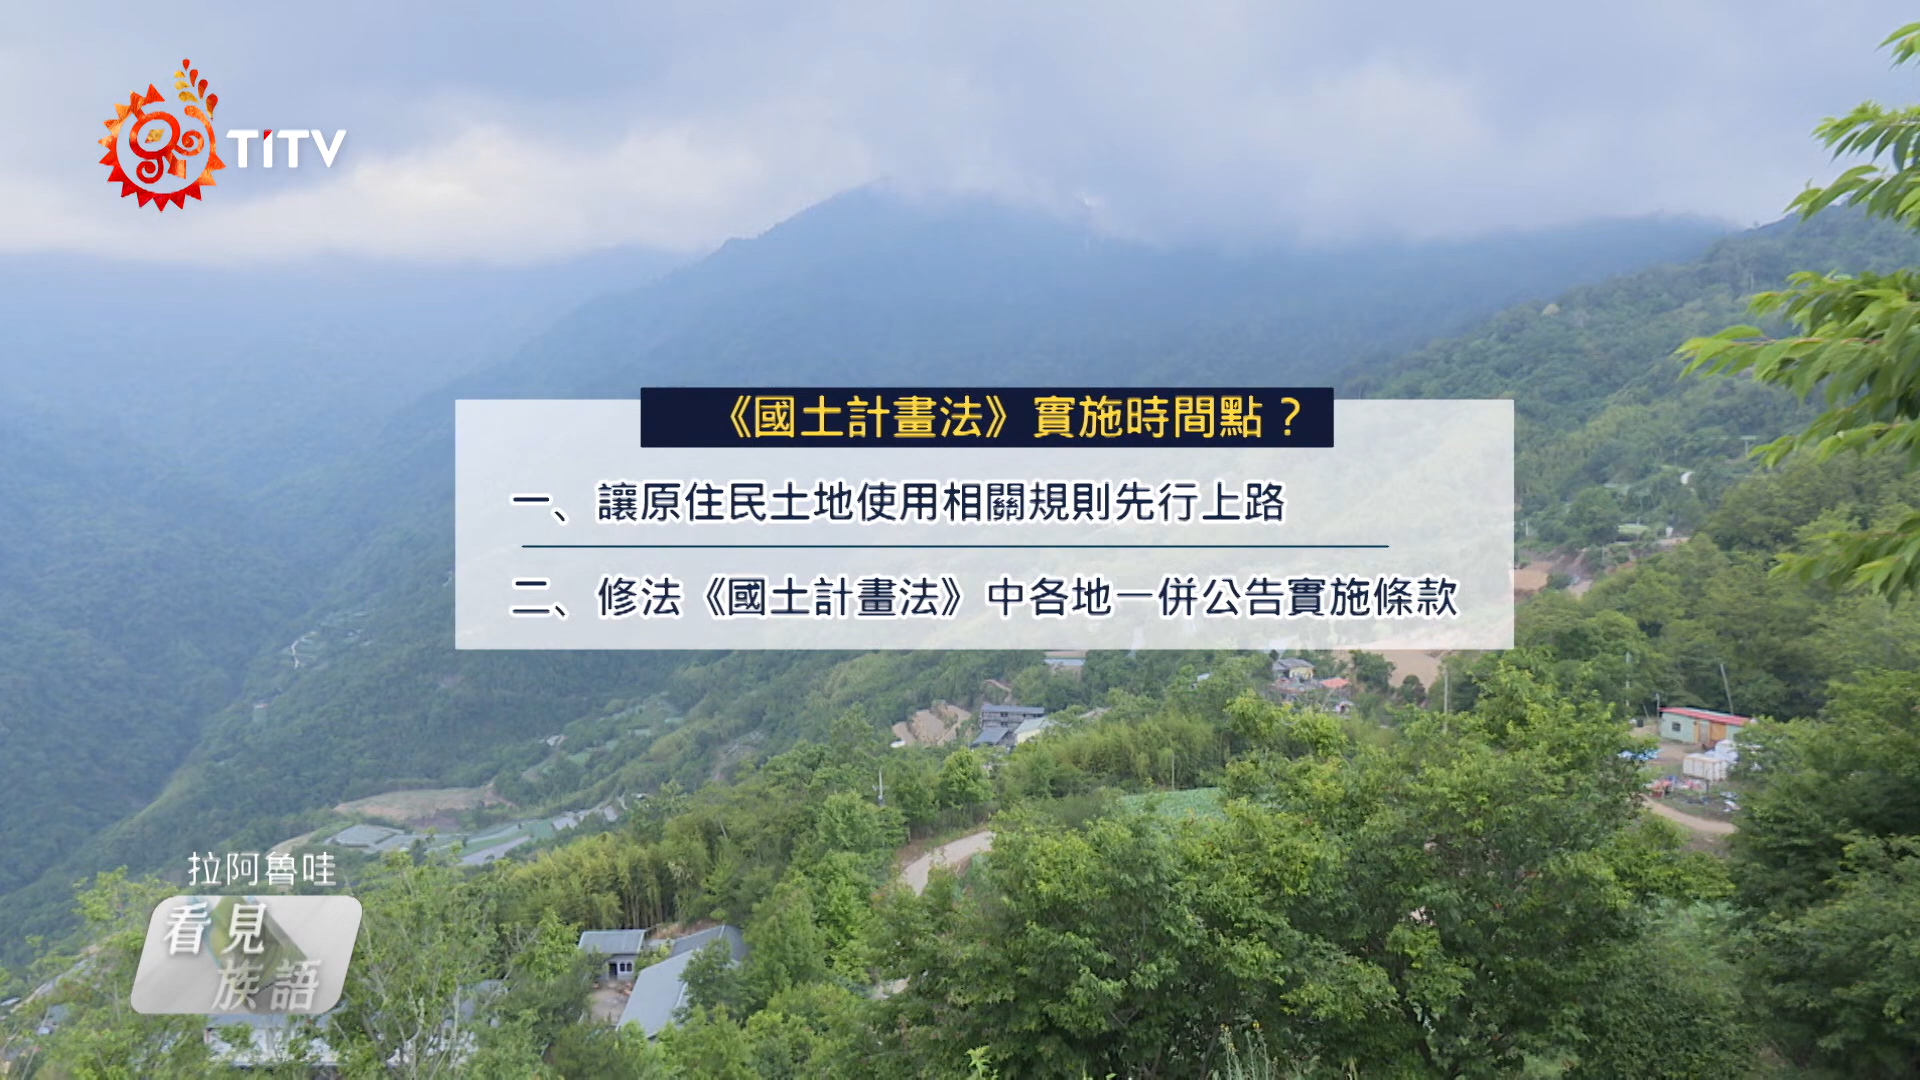 TITV
《國土計畫法》實施時間點？
一、讓原住民土地使用相關規則先行上路
二、修法《國土計畫法》中各地一併公告實施條款
拉阿魯哇
看見
族語